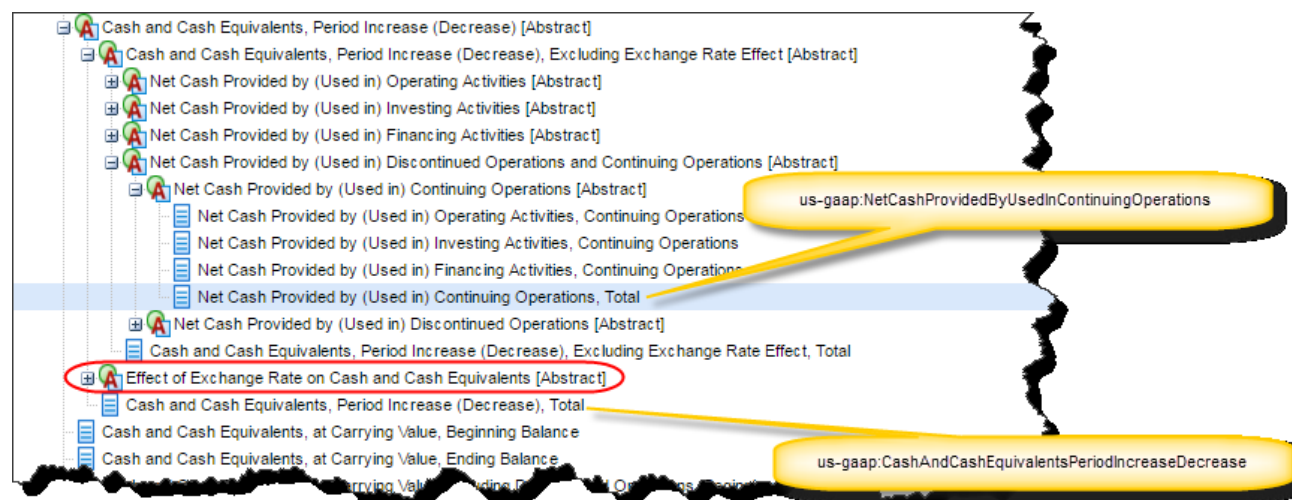 Cash and Cash Equivalents, Period Increase (Decrease) [Abstract]
Cash and Cash Equivalents, Period Increase (Decrease), Excluding Exchange Rate Effect [Abstract]
Net Cash Provided by (Used in) Operating Activities [Abstract]
Net Cash Provided by (Used in) Investing Activities [Abstract]
Net Cash Provided by (Used in) Financing Activities [Abstract]
Net Cash Provided by (Used in) Discontinued Operations and Continuing Operations [Abstract]
Net Cash Provided by (Used in) Continuing Operations [Abstract]
us-gaap:NetCashProvidedByUsedInContinuingOperations
Net Cash Provided by (Used in) Operating Activities, Continuing Operations
Net Cash Provided by (Used in) Investing Activities, Continuing Operations
Net Cash Provided by (Used in) Financing Activities, Continuing Operations
Net Cash Provided by (Used in) Continuing Operations, Total
Net Cash Provided by (Used in) Discontinued Operations [Abstract]
Cash and Cash Equivalents, Period Increase (Decrease), Excluding Exchange Rate Effect, Total
Effect of Exchange Rate on Cash and Cash Equivalents [Abstract]
Cash and Cash Equivalents, Period Increase (Decrease), Total
Cash and Cash Equivalents, at Carrying Value, Beginning Balance
Cash and Cash Equivalents, at Carrying Value, Ending Balance
us-gaap:CashAndCashEquivalentsPeriodIncreaseDecrease